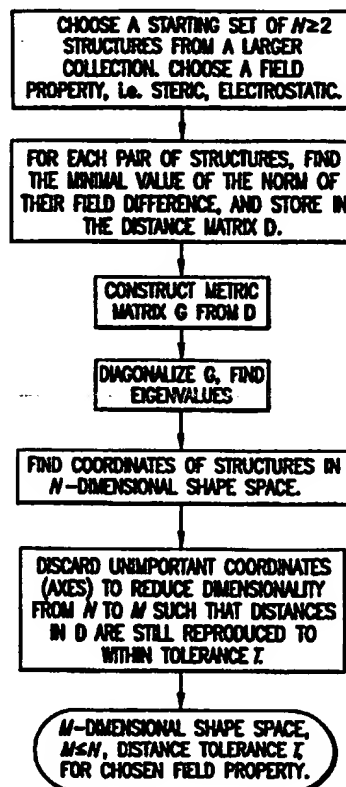 CHOOSE A STARTING SET OF N≥2
STRUCTURES FROM A LARGER
COLLECTION. CHOOSE A FIELD
PROPERTY, i.e. STERIC, ELECTROSTATIC.
FOR EACH PAIR OF STRUCTURES, FIND
THE MINIMAL VALUE OF THE NORM OF
THEIR FIELD DIFFERENCE, AND STORE IN
THE DISTANCE MATRIX D.
CONSTRUCT METRIC
MATRIX G FROM D
DIAGONALIZE G, FIND
EIGENVALUES
FIND COORDINATES OF STRUCTURES IN
N-DIMENSIONAL SHAPE SPACE.
DISCARD UNIMPORTANT COORDINATES
(AXES) TO REDUCE DIMENSIONALITY
FROM N TO M SUCH THAT DISTANCES
IN D ARE STILL REPRODUCED TO
WITHIN TOLERANCE T.
M-DIMENSIONAL SHAPE SPACE,
M≤N, DISTANCE TOLERANCE T,
FOR CHOSEN FIELD PROPERTY.